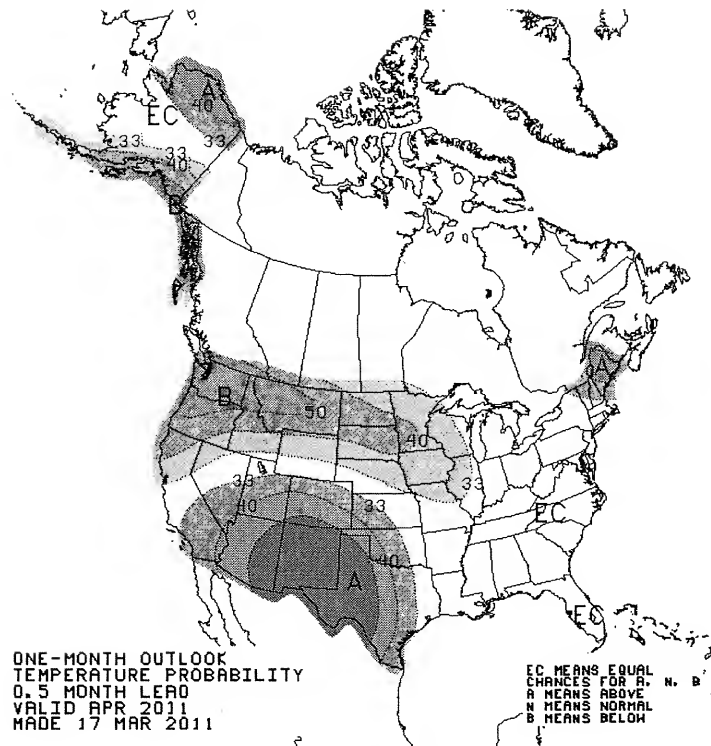 A
40
EC
33
33
33
40
B
A
B
50
40
33
33
33
EC
40
40
A
EC
ONE-MONTH OUTLOOK
TEMPERATURE PROBABILITY
0.5 MONTH LEAD
VALID APR 2011
MADE 17 MAR 2011
EC MEANS EQUAL
CHANCES FOR A, N, B
A MEANS ABOVE
N MEANS NORMAL
B MEANS BELOW